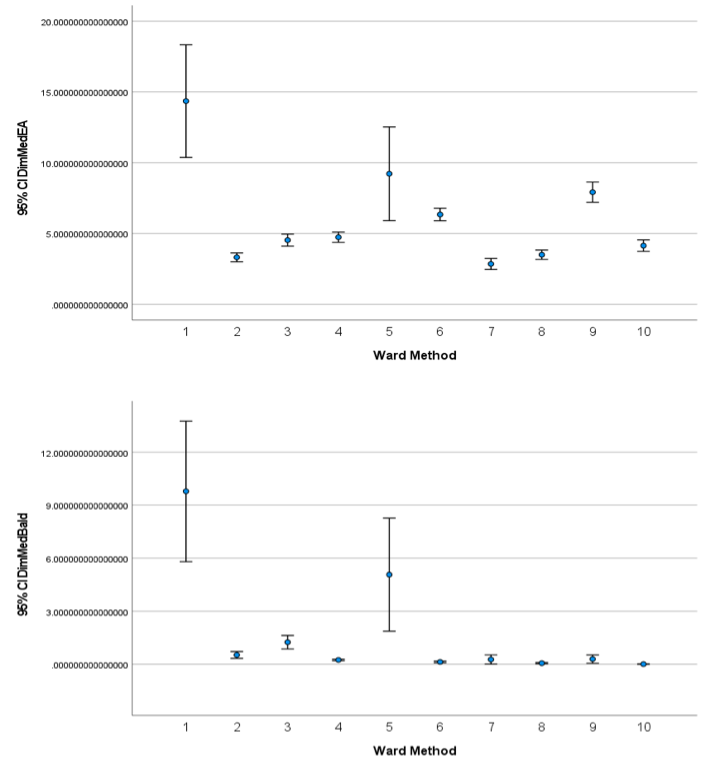 20.000000000000000
15.000000000000000
10.000000000000000
5.000000000000000
.000000000000000
95% CI DimMedEA
1 2 3 4 5 6 7 8 9 10
Ward Method
12.000000000000000
9.000000000000000
6.000000000000000
3.000000000000000
.000000000000000
95% CI DimMedBald
1 2 3 4 5 6 7 8 9 10
Ward Method